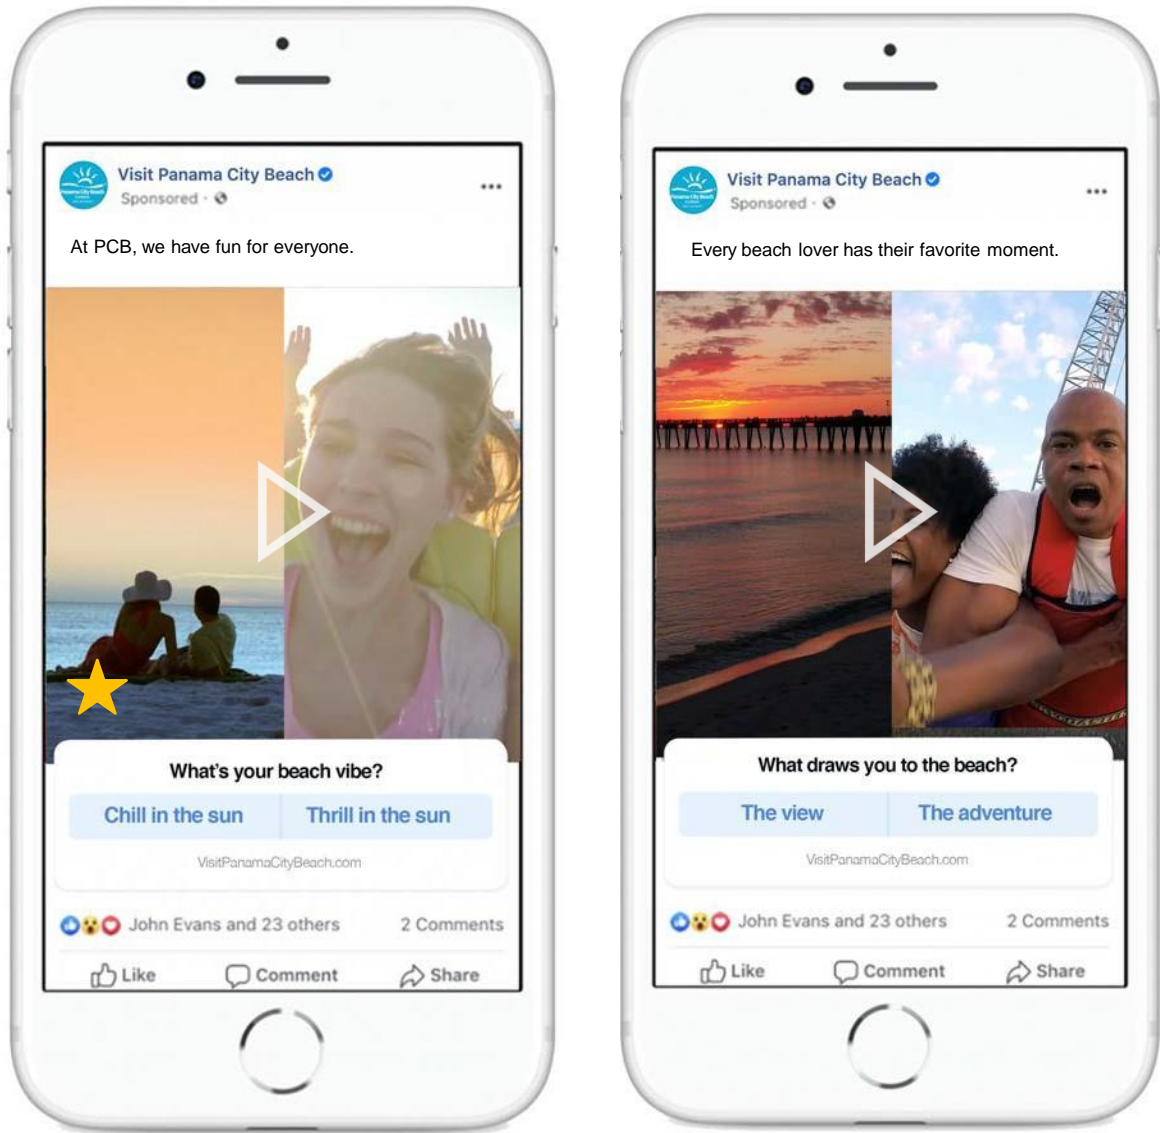 Visit Panama City Beach
Sponsored ·
At PCB, we have fun for everyone.
What's your beach vibe?
Chill in the sun
Thrill in the sun
VisitPanamaCityBeach.com
John Evans and 23 others
2 Comments
Like
Comment
Share
Visit Panama City Beach
Sponsored ·
Every beach lover has their favorite moment.
What draws you to the beach?
The view
The adventure
VisitPanamaCityBeach.com
John Evans and 23 others
2 Comments
Like
Comment
Share